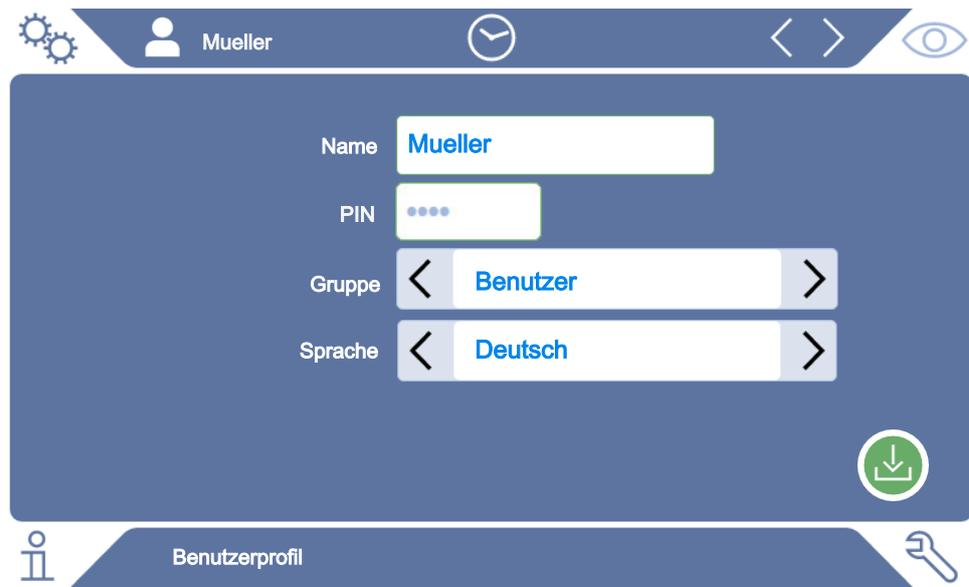 Mueller
Name Mueller
PIN ••••
Gruppe Benutzer
Sprache Deutsch
Benutzerprofil